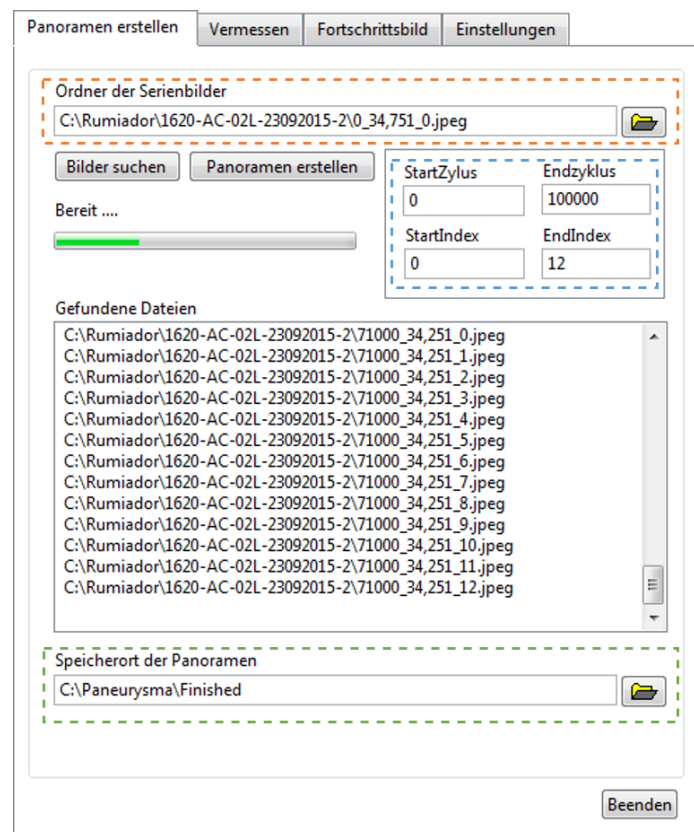 Panoramen erstellen Vermessen Fortschrittsbild Einstellungen
Ordner der Serienbilder
C:\Rumiador\1620-AC-02L-23092015-2\0_34,751_0.jpeg
Bilder suchen Panoramen erstellen
StartZylus Endzyklus
0 100000
Bereit ....
StartIndex EndIndex
0 12
Gefundene Dateien
C:\Rumiador\1620-AC-02L-23092015-2\71000_34,251_0.jpeg
C:\Rumiador\1620-AC-02L-23092015-2\71000_34,251_1.jpeg
C:\Rumiador\1620-AC-02L-23092015-2\71000_34,251_2.jpeg
C:\Rumiador\1620-AC-02L-23092015-2\71000_34,251_3.jpeg
C:\Rumiador\1620-AC-02L-23092015-2\71000_34,251_4.jpeg
C:\Rumiador\1620-AC-02L-23092015-2\71000_34,251_5.jpeg
C:\Rumiador\1620-AC-02L-23092015-2\71000_34,251_6.jpeg
C:\Rumiador\1620-AC-02L-23092015-2\71000_34,251_7.jpeg
C:\Rumiador\1620-AC-02L-23092015-2\71000_34,251_8.jpeg
C:\Rumiador\1620-AC-02L-23092015-2\71000_34,251_9.jpeg
C:\Rumiador\1620-AC-02L-23092015-2\71000_34,251_10.jpeg
C:\Rumiador\1620-AC-02L-23092015-2\71000_34,251_11.jpeg
C:\Rumiador\1620-AC-02L-23092015-2\71000_34,251_12.jpeg
Speicherort der Panoramen
C:\Paneurysma\Finished
Beenden